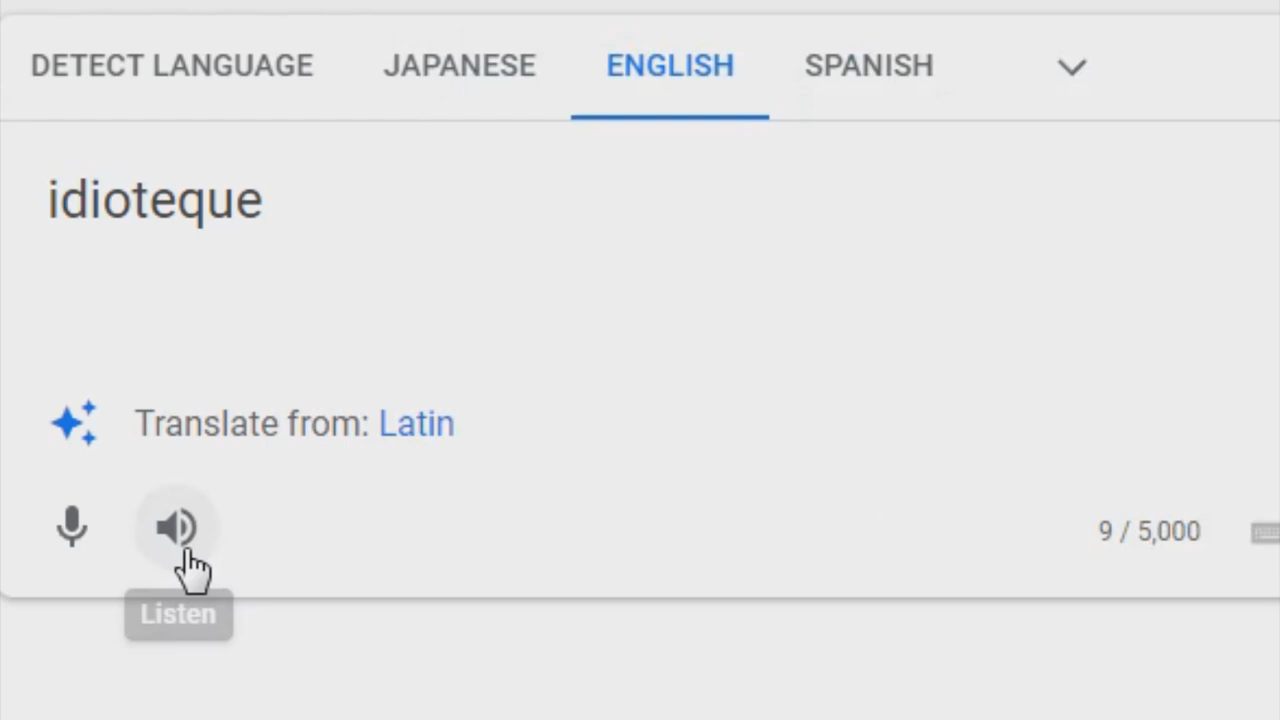 DETECT LANGUAGE JAPANESE ENGLISH SPANISH
idioteque
Translate from: Latin
9 / 5,000
Listen